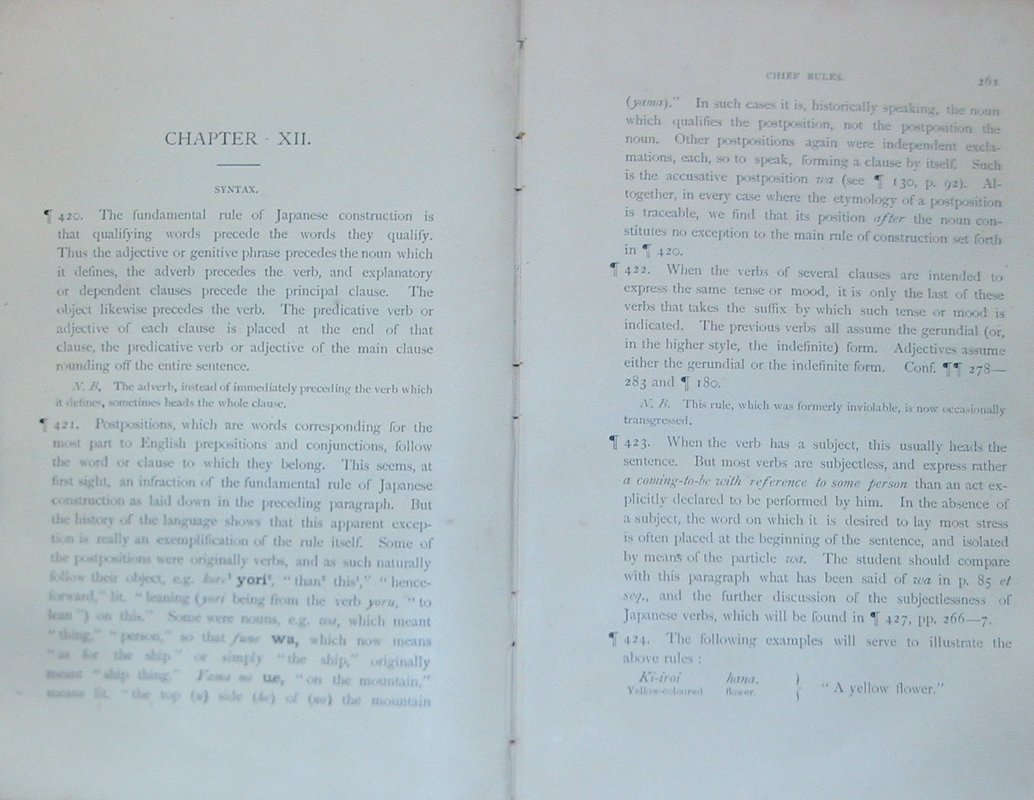 CHAPTER XII.
SYNTAX.
¶ 420. The fundamental rule of Japanese construction is
that qualifying words precede the words they qualify.
Thus the adjective or genitive phrase precedes the noun which
it defines, the adverb precedes the verb, and explanatory
or dependent clauses precede the principal clause. The
object likewise precedes the verb. The predicative verb or
adjective of each clause is placed at the end of that
clause, the predicative verb or adjective of the main clause
rounding off the entire sentence.
N. B. The adverb, instead of immediately preceding the verb which
it defines, sometimes heads the whole clause.
¶ 421. Postpositions, which are words corresponding for the
most part to English prepositions and conjunctions, follow
the word or clause to which they belong. This seems, at
first sight, an infraction of the fundamental rule of Japanese
construction as laid down in the preceding paragraph. But
the history of the language shows that this apparent excep-
tion is really an exemplification of the rule itself. Some of
the postpositions were originally verbs, and as such naturally
follow their object, e.g. kore¹ yori², "than² this¹," "hence-
forward," lit. "leaning (yori being from the verb yoru, "to
lean") on this." Some were nouns, e.g. wa, which meant
"thing," "person," so that fune wa, which now means
"as for the ship" or simply "the ship," originally
meant "ship thing." Yama no ue, "on the mountain,"
means lit. "the top (u) side (he) of (no) the mountain
CHIEF RULES. 261
(yama)." In such cases it is, historically speaking, the noun
which qualifies the postposition, not the postposition the
noun. Other postpositions again were independent excla-
mations, each, so to speak, forming a clause by itself. Such
is the accusative postposition wo (see ¶ 130, p. 92). Al-
together, in every case where the etymology of a postposition
is traceable, we find that its position after the noun con-
stitutes no exception to the main rule of construction set forth
in ¶ 420.
¶ 422. When the verbs of several clauses are intended to
express the same tense or mood, it is only the last of these
verbs that takes the suffix by which such tense or mood is
indicated. The previous verbs all assume the gerundial (or,
in the higher style, the indefinite) form. Adjectives assume
either the gerundial or the indefinite form. Conf. ¶¶ 278—
283 and ¶ 180.
N. B. This rule, which was formerly inviolable, is now occasionally
transgressed.
¶ 423. When the verb has a subject, this usually heads the
sentence. But most verbs are subjectless, and express rather
a coming-to-be with reference to some person than an act ex-
plicitly declared to be performed by him. In the absence of
a subject, the word on which it is desired to lay most stress
is often placed at the beginning of the sentence, and isolated
by means of the particle wa. The student should compare
with this paragraph what has been said of wa in p. 85 et
seq., and the further discussion of the subjectlessness of
Japanese verbs, which will be found in ¶ 427, pp. 266—7.
¶ 424. The following examples will serve to illustrate the
above rules :
Ki-iroi hana. } "A yellow flower."
Yellow-coloured flower.